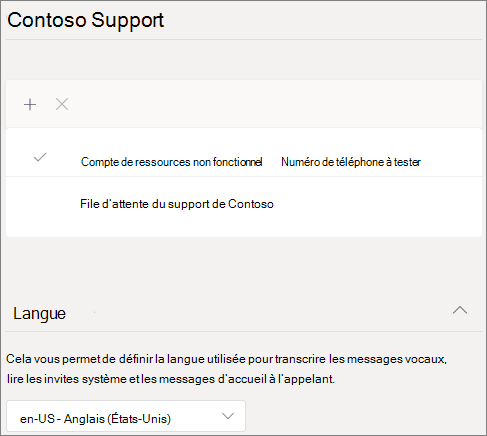 Contoso Support
Compte de ressources non fonctionnel Numéro de téléphone à tester
File d'attente du support de Contoso
Langue
Cela vous permet de définir la langue utilisée pour transcrire les messages vocaux,
lire les invites système et les messages d'accueil à l'appelant.
en-US - Anglais (États-Unis)